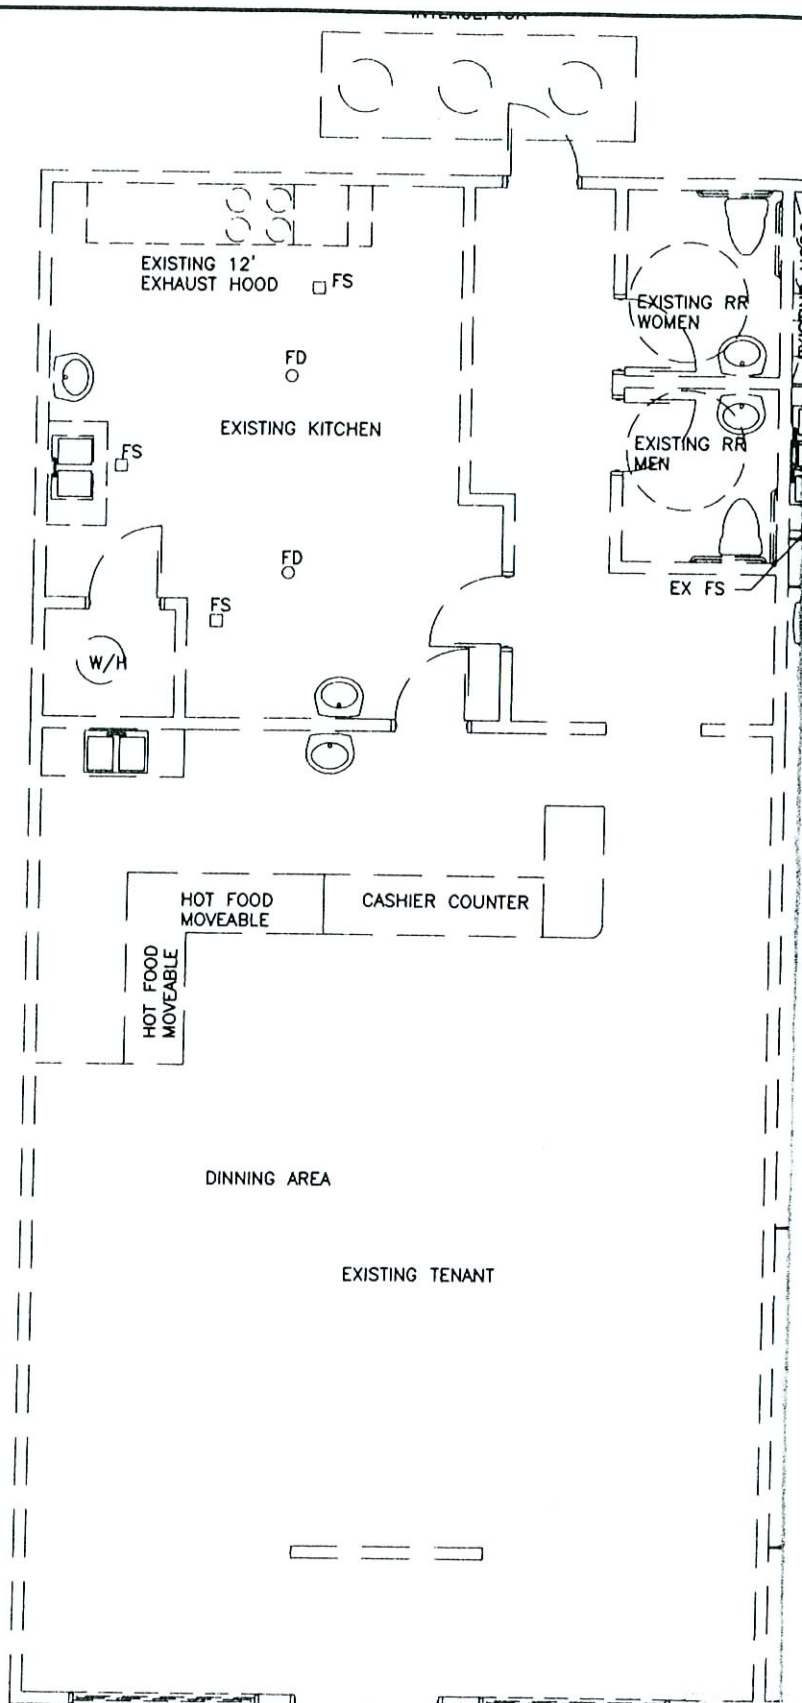 INTERCEPTOR
EXISTING 12'
EXHAUST HOOD
FS
EXISTING RR
WOMEN
FD
EXISTING KITCHEN
EXISTING RR
MEN
FS
FD
EX FS
FS
W/H
HOT FOOD
MOVEABLE
CASHIER COUNTER
HOT FOOD
MOVEABLE
DINNING AREA
EXISTING TENANT